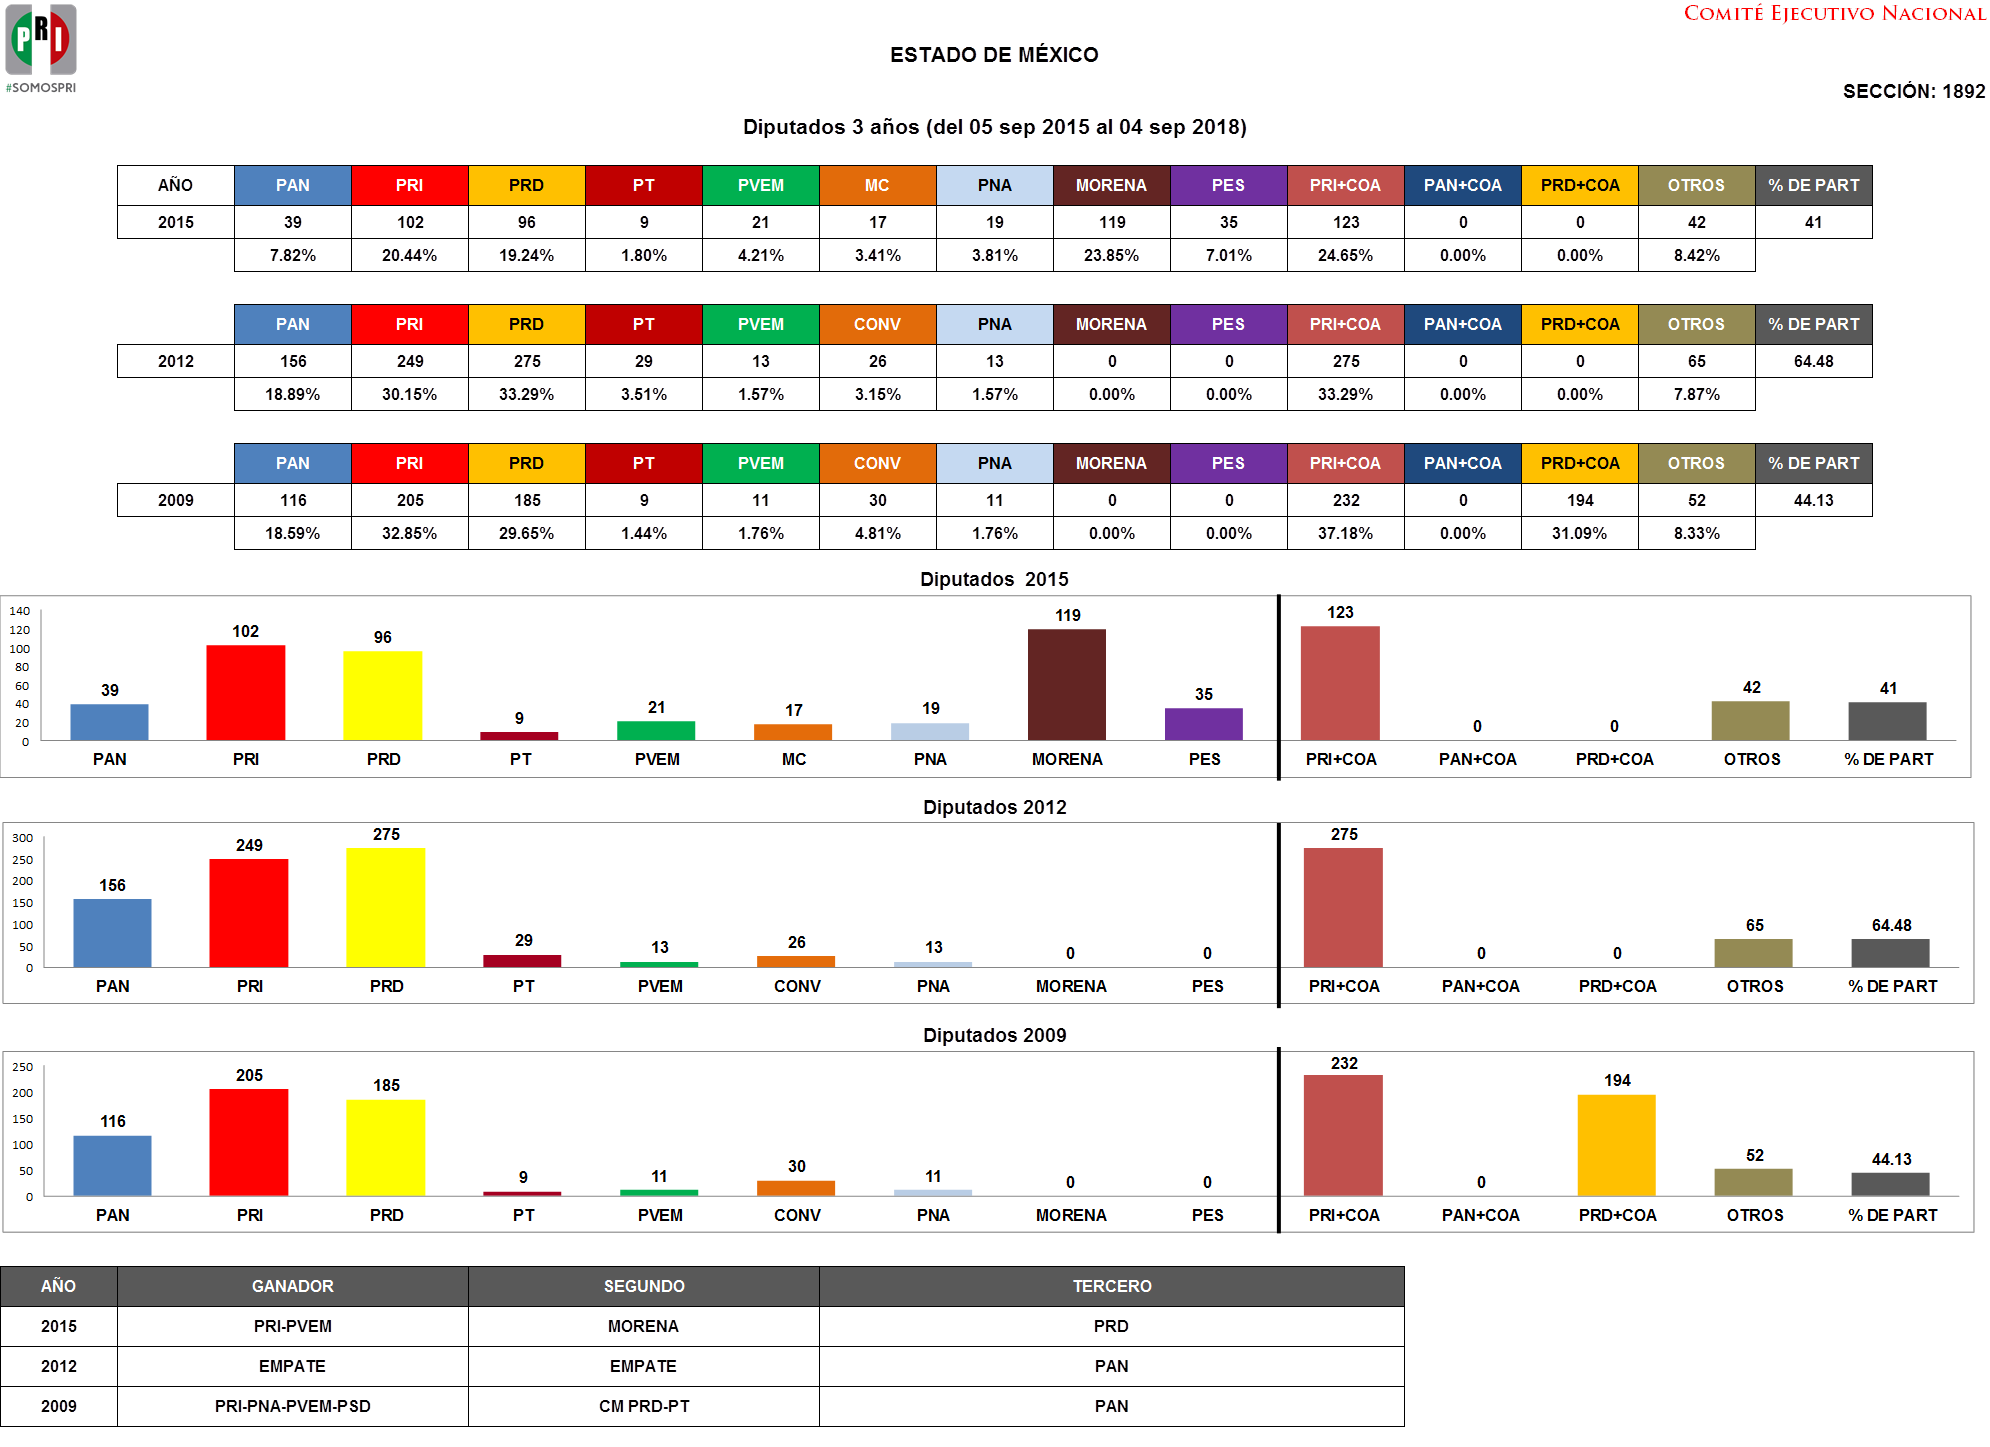 PRI
#SOMOSPRI
COMITÉ EJECUTIVO NACIONAL
ESTADO DE MÉXICO
SECCIÓN: 1892
Diputados 3 años (del 05 sep 2015 al 04 sep 2018)
AÑO PAN PRI PRD PT PVEM MC PNA MORENA PES PRI+COA PAN+COA PRD+COA OTROS % DE PART
2015 39 102 96 9 21 17 19 119 35 123 0 0 42 41
7.82% 20.44% 19.24% 1.80% 4.21% 3.41% 3.81% 23.85% 7.01% 24.65% 0.00% 0.00% 8.42%
PAN PRI PRD PT PVEM CONV PNA MORENA PES PRI+COA PAN+COA PRD+COA OTROS % DE PART
2012 156 249 275 29 13 26 13 0 0 275 0 0 65 64.48
18.89% 30.15% 33.29% 3.51% 1.57% 3.15% 1.57% 0.00% 0.00% 33.29% 0.00% 0.00% 7.87%
PAN PRI PRD PT PVEM CONV PNA MORENA PES PRI+COA PAN+COA PRD+COA OTROS % DE PART
2009 116 205 185 9 11 30 11 0 0 232 0 194 52 44.13
18.59% 32.85% 29.65% 1.44% 1.76% 4.81% 1.76% 0.00% 0.00% 37.18% 0.00% 31.09% 8.33%
Diputados 2015
140
120
100
80
60
40
20
0
39 102 96 9 21 17 19 119 35 123 0 0 42 41
PAN PRI PRD PT PVEM MC PNA MORENA PES PRI+COA PAN+COA PRD+COA OTROS % DE PART
Diputados 2012
300
250
200
150
100
50
0
156 249 275 29 13 26 13 0 0 275 0 0 65 64.48
PAN PRI PRD PT PVEM CONV PNA MORENA PES PRI+COA PAN+COA PRD+COA OTROS % DE PART
Diputados 2009
250
200
150
100
50
0
116 205 185 9 11 30 11 0 0 232 0 194 52 44.13
PAN PRI PRD PT PVEM CONV PNA MORENA PES PRI+COA PAN+COA PRD+COA OTROS % DE PART
AÑO GANADOR SEGUNDO TERCERO
2015 PRI-PVEM MORENA PRD
2012 EMPATE EMPATE PAN
2009 PRI-PNA-PVEM-PSD CM PRD-PT PAN